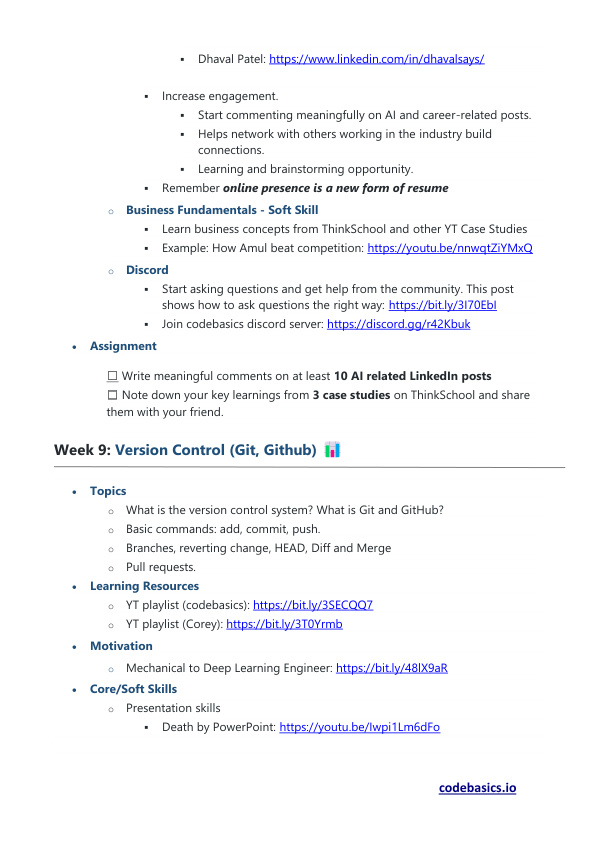 ▪ Dhaval Patel: https://www.linkedin.com/in/dhavalsays/
▪ Increase engagement.
▪ Start commenting meaningfully on AI and career-related posts.
▪ Helps network with others working in the industry build
connections.
▪ Learning and brainstorming opportunity.
▪ Remember online presence is a new form of resume
o Business Fundamentals - Soft Skill
▪ Learn business concepts from ThinkSchool and other YT Case Studies
▪ Example: How Amul beat competition: https://youtu.be/nnwqtZiYMxQ
o Discord
▪ Start asking questions and get help from the community. This post
shows how to ask questions the right way: https://bit.ly/3I70EbI
▪ Join codebasics discord server: https://discord.gg/r42Kbuk
• Assignment
☐ Write meaningful comments on at least 10 AI related LinkedIn posts
☐ Note down your key learnings from 3 case studies on ThinkSchool and share
them with your friend.
Week 9: Version Control (Git, Github)
• Topics
o What is the version control system? What is Git and GitHub?
o Basic commands: add, commit, push.
o Branches, reverting change, HEAD, Diff and Merge
o Pull requests.
• Learning Resources
o YT playlist (codebasics): https://bit.ly/3SECQQ7
o YT playlist (Corey): https://bit.ly/3T0Yrmb
• Motivation
o Mechanical to Deep Learning Engineer: https://bit.ly/48lX9aR
• Core/Soft Skills
o Presentation skills
▪ Death by PowerPoint: https://youtu.be/Iwpi1Lm6dFo
codebasics.io